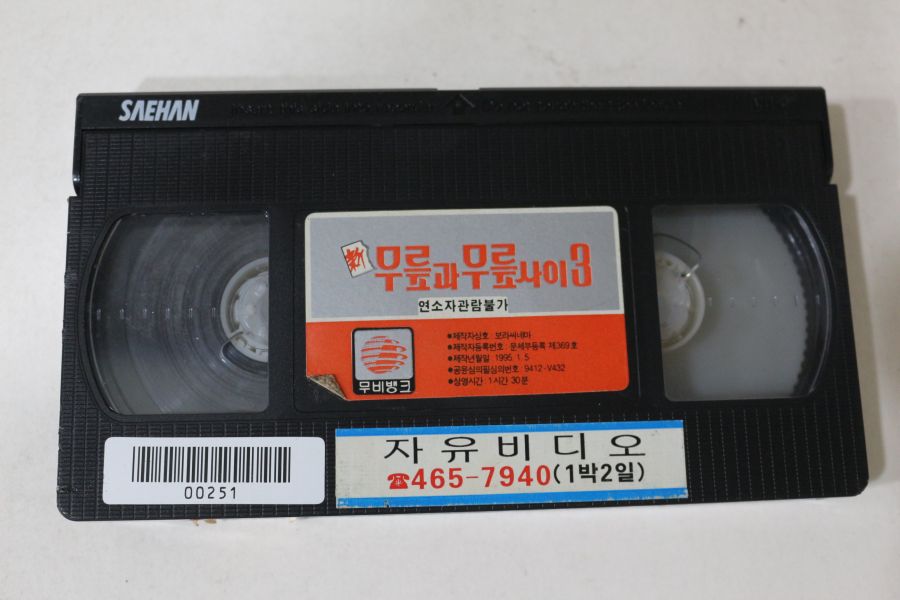 SAEHAN
新 무릎과무릎사이3
연소자관람불가
무비뱅크
●제작자상호 : 보라씨네마
●제작자등록번호 : 문제부등록 제369호
●제작년월일 : 1995. 1. 5
●공윤심의필심의번호 : 9412-V432
●상영시간 : 1시간 30분
00251
자유비디오
☎465-7940(1박2일)